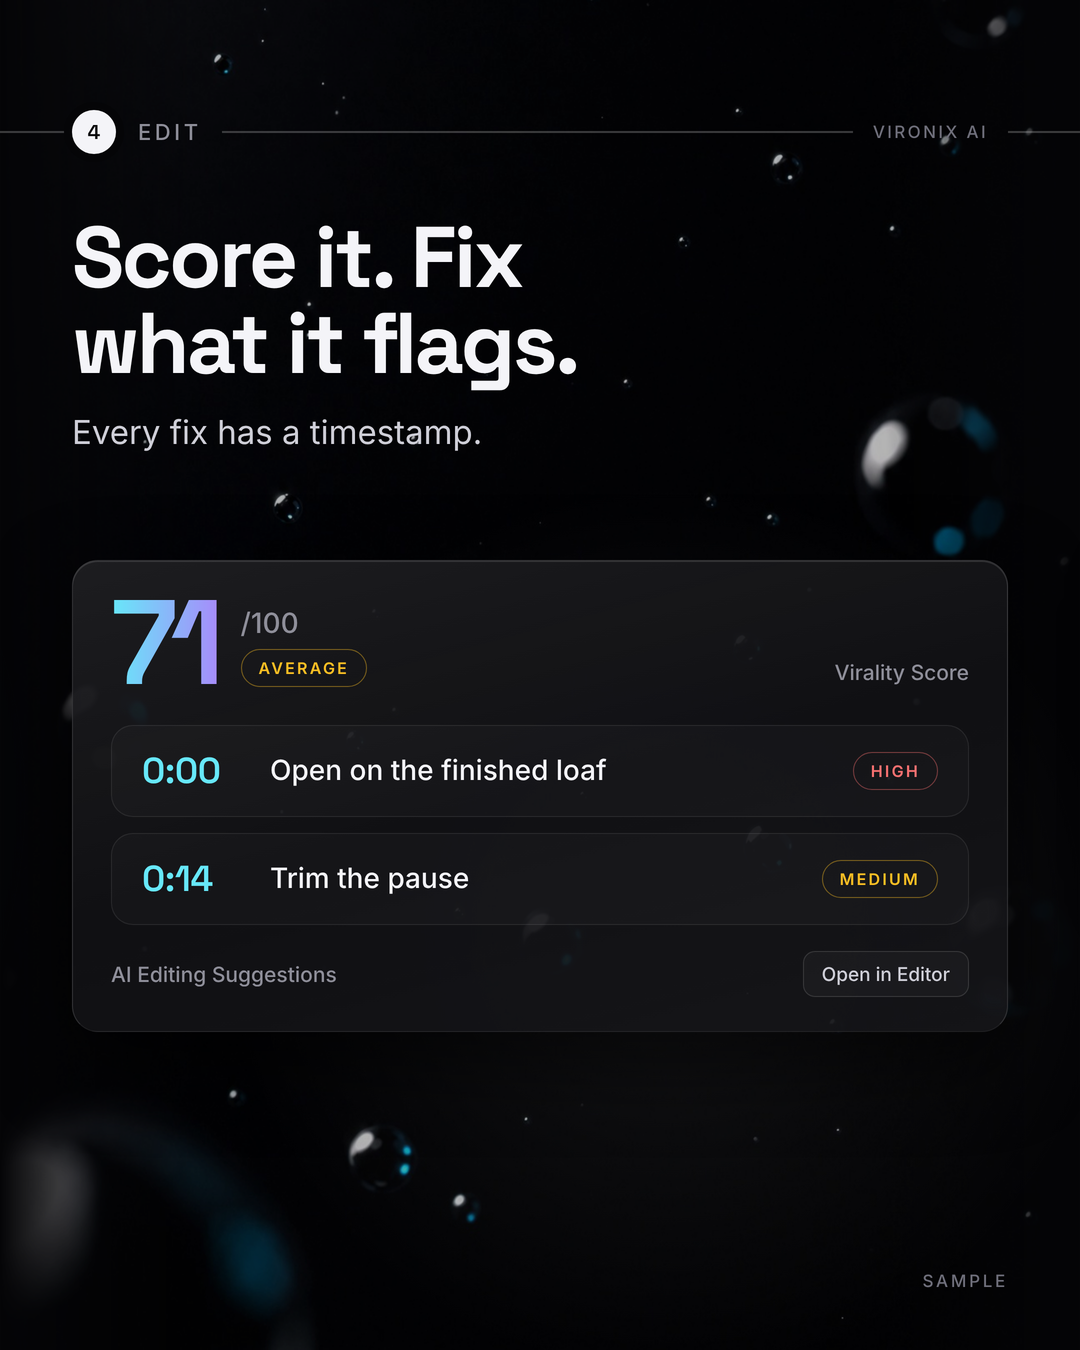 4 EDIT
VIRONIX AI
Score it. Fix
what it flags.
Every fix has a timestamp.
71 /100
AVERAGE
Virality Score
0:00 Open on the finished loaf HIGH
0:14 Trim the pause MEDIUM
AI Editing Suggestions Open in Editor
SAMPLE